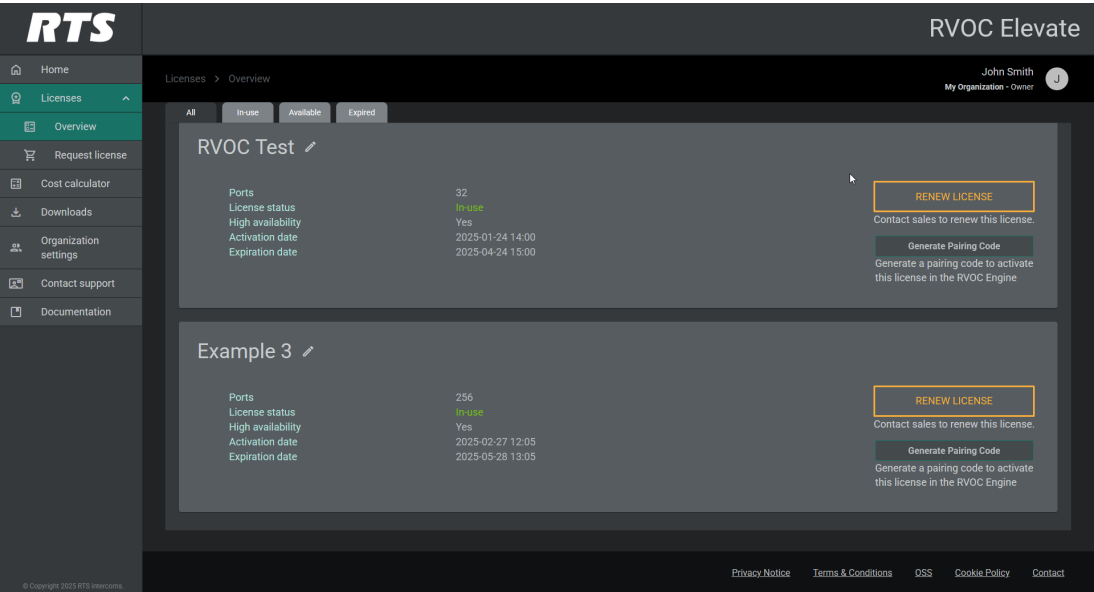 RTS
RVOC Elevate
Home
Licenses
Overview
Request license
Cost calculator
Downloads
Organization
settings
Contact support
Documentation
© Copyright 2025 RTS intercoms.
Licenses > Overview
John Smith
My Organization - Owner
J
All In-use Available Expired
RVOC Test
Ports 32
License status In-use
High availability Yes
Activation date 2025-01-24 14:00
Expiration date 2025-04-24 15:00
RENEW LICENSE
Contact sales to renew this license.
Generate Pairing Code
Generate a pairing code to activate
this license in the RVOC Engine
Example 3
Ports 256
License status In-use
High availability Yes
Activation date 2025-02-27 12:05
Expiration date 2025-05-28 13:05
RENEW LICENSE
Contact sales to renew this license.
Generate Pairing Code
Generate a pairing code to activate
this license in the RVOC Engine
Privacy Notice Terms & Conditions OSS Cookie Policy Contact